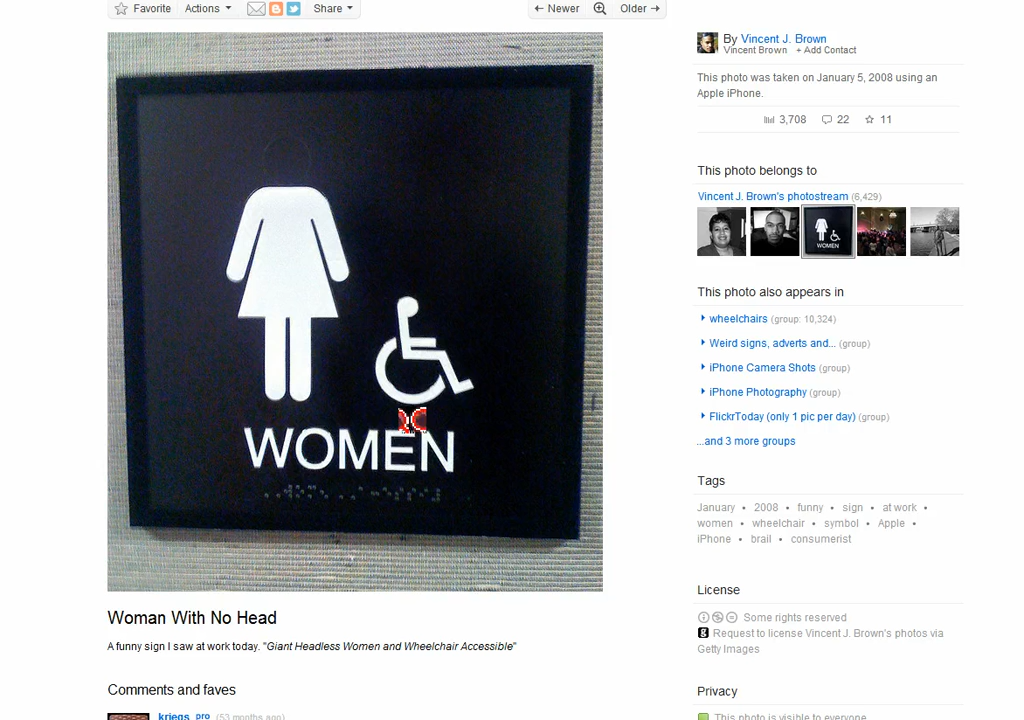 Favorite Actions Share
Newer Older
WOMEN
Woman With No Head
A funny sign I saw at work today. "Giant Headless Women and Wheelchair Accessible"
Comments and faves
kriegs pro (53 months ago)
By Vincent J. Brown
Vincent Brown + Add Contact
This photo was taken on January 5, 2008 using an
Apple iPhone.
3,708 22 11
This photo belongs to
Vincent J. Brown's photostream (6,429)
WOMEN
This photo also appears in
wheelchairs (group: 10,324)
Weird signs, adverts and... (group)
iPhone Camera Shots (group)
iPhone Photography (group)
FlickrToday (only 1 pic per day) (group)
...and 3 more groups
Tags
January • 2008 • funny • sign • at work •
women • wheelchair • symbol • Apple •
iPhone • brail • consumerist
License
Some rights reserved
Request to license Vincent J. Brown's photos via
Getty Images
Privacy
This photo is visible to everyone